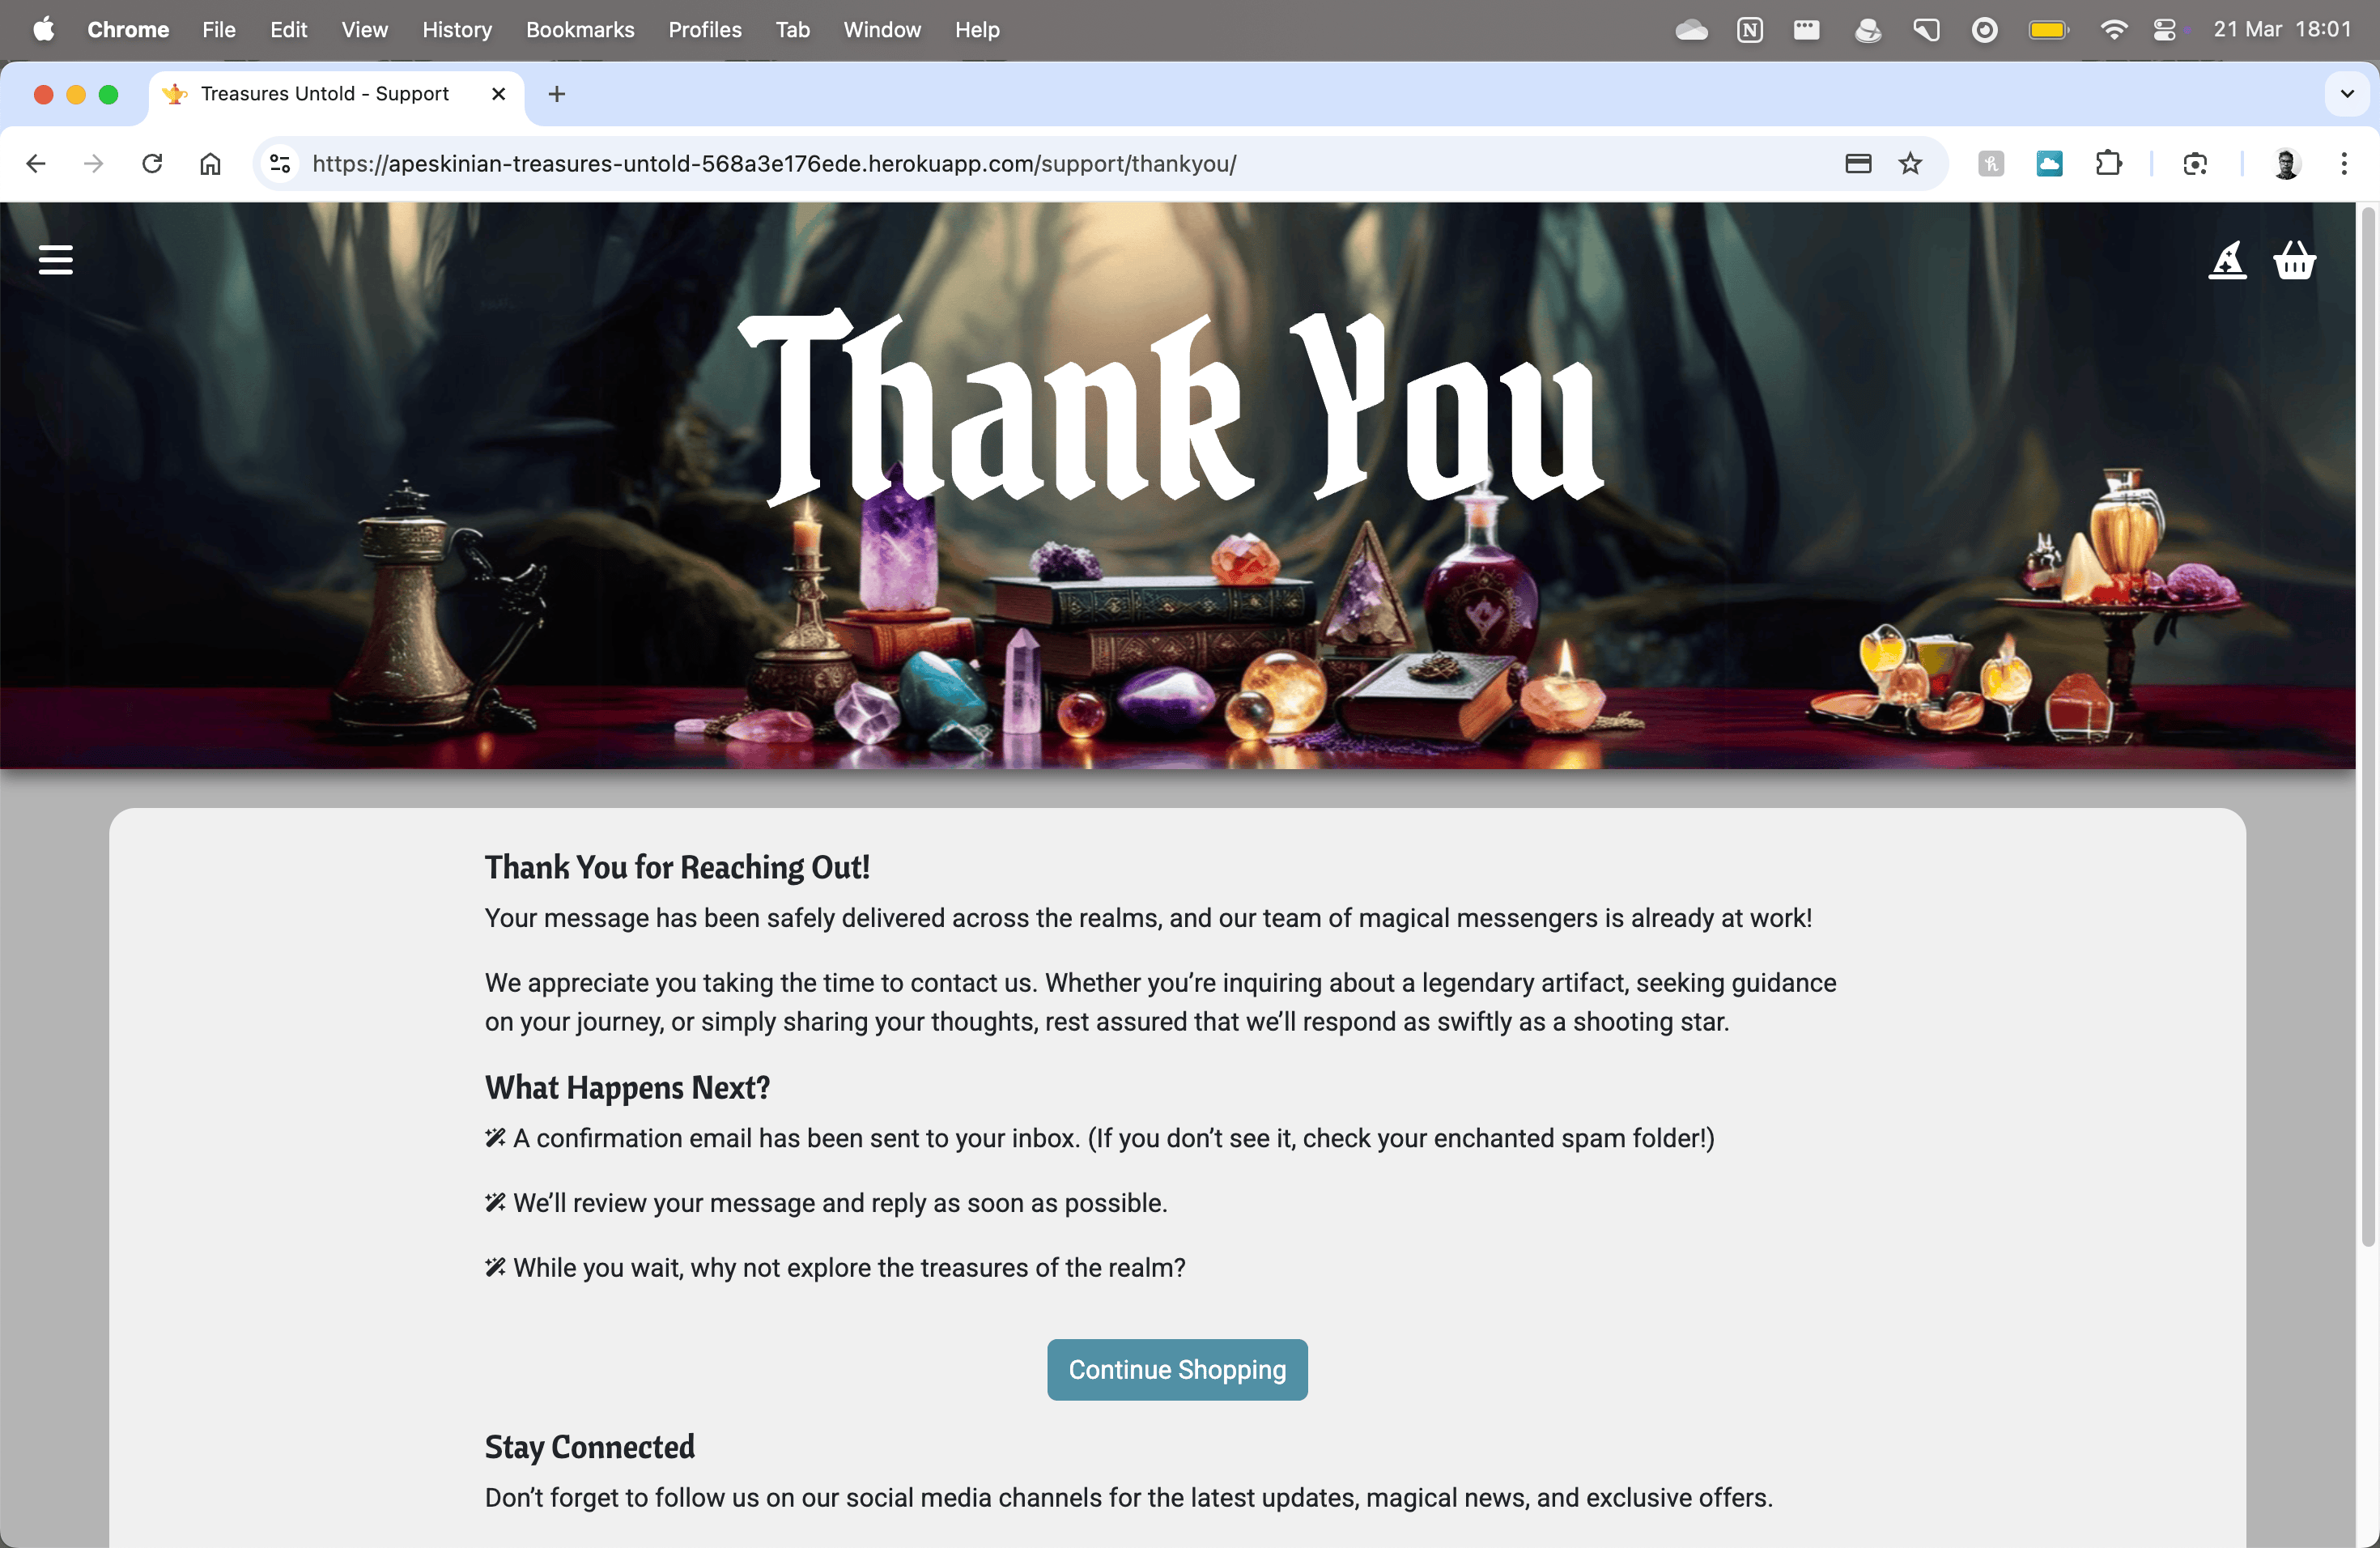 Chrome File Edit View History Bookmarks Profiles Tab Window Help 21 Mar 18:01
Treasures Untold - Support
https://apeskinian-treasures-untold-568a3e176ede.herokuapp.com/support/thankyou/
Thank You
Thank You for Reaching Out!
Your message has been safely delivered across the realms, and our team of magical messengers is already at work!
We appreciate you taking the time to contact us. Whether you’re inquiring about a legendary artifact, seeking guidance
on your journey, or simply sharing your thoughts, rest assured that we’ll respond as swiftly as a shooting star.
What Happens Next?
A confirmation email has been sent to your inbox. (If you don’t see it, check your enchanted spam folder!)
We’ll review your message and reply as soon as possible.
While you wait, why not explore the treasures of the realm?
Continue Shopping
Stay Connected
Don’t forget to follow us on our social media channels for the latest updates, magical news, and exclusive offers.